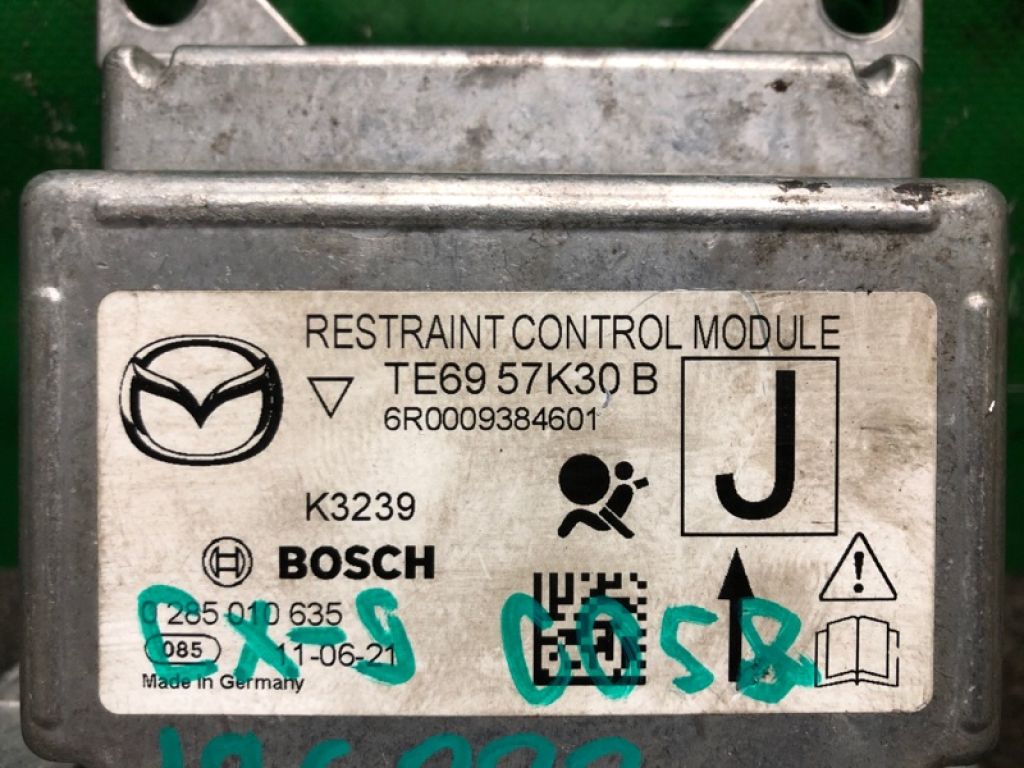 RESTRAINT CONTROL MODULE
TE69 57K30 B
6R0009384601
J
K3239
BOSCH
0 285 010 635
CX-9 C058
085 11-06-21
Made in Germany